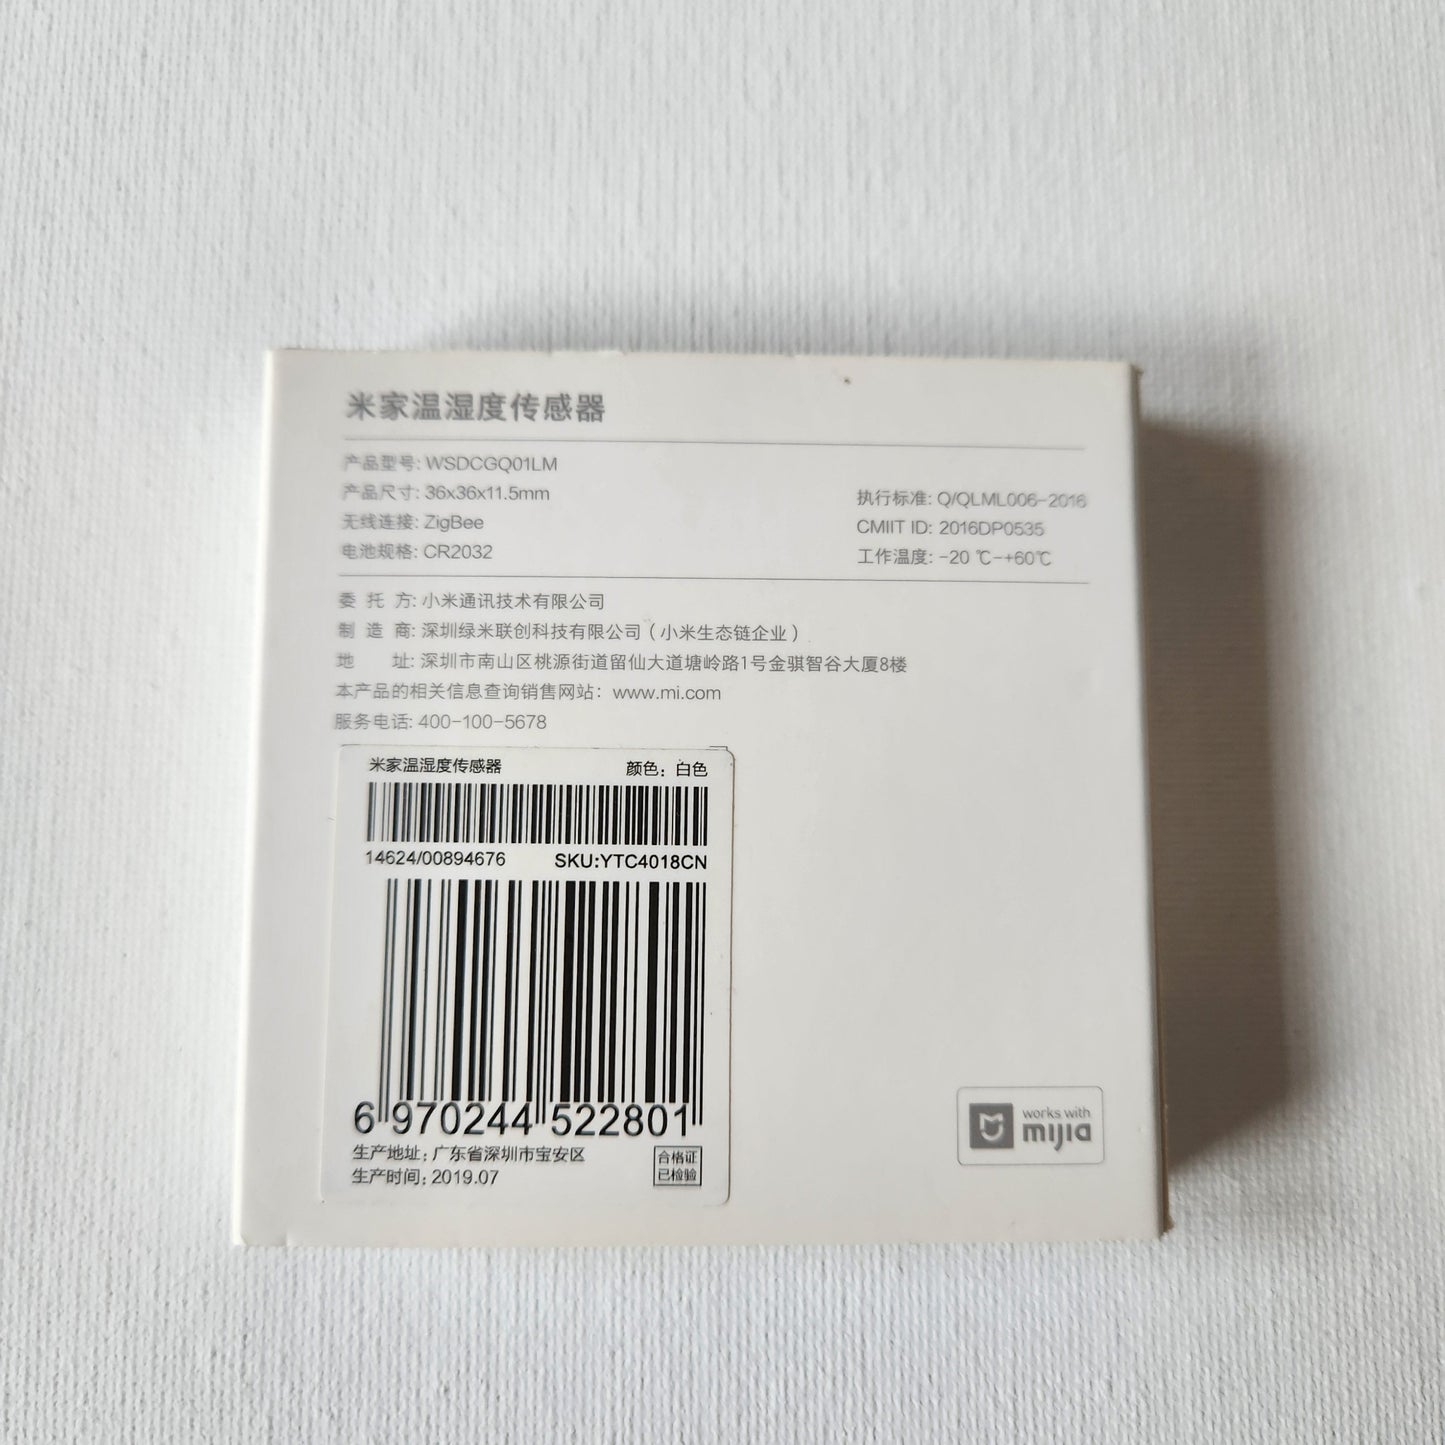 米家温湿度传感器
产品型号: WSDCGQ01LM
产品尺寸: 36x36x11.5mm
无线连接: ZigBee
电池规格: CR2032
执行标准: Q/QLML006-2016
CMIIT ID: 2016DP0535
工作温度: -20 ℃-+60℃
委 托 方: 小米通讯技术有限公司
制 造 商: 深圳绿米联创科技有限公司（小米生态链企业）
地 址: 深圳市南山区桃源街道留仙大道塘岭路1号金骐智谷大厦8楼
本产品的相关信息查询销售网站：www.mi.com
服务电话: 400-100-5678
米家温湿度传感器 颜色：白色
14624/00894676 SKU:YTC4018CN
6 970244 522801
生产地址: 广东省深圳市宝安区
生产时间: 2019.07
合格证
已检验
works with
mijia